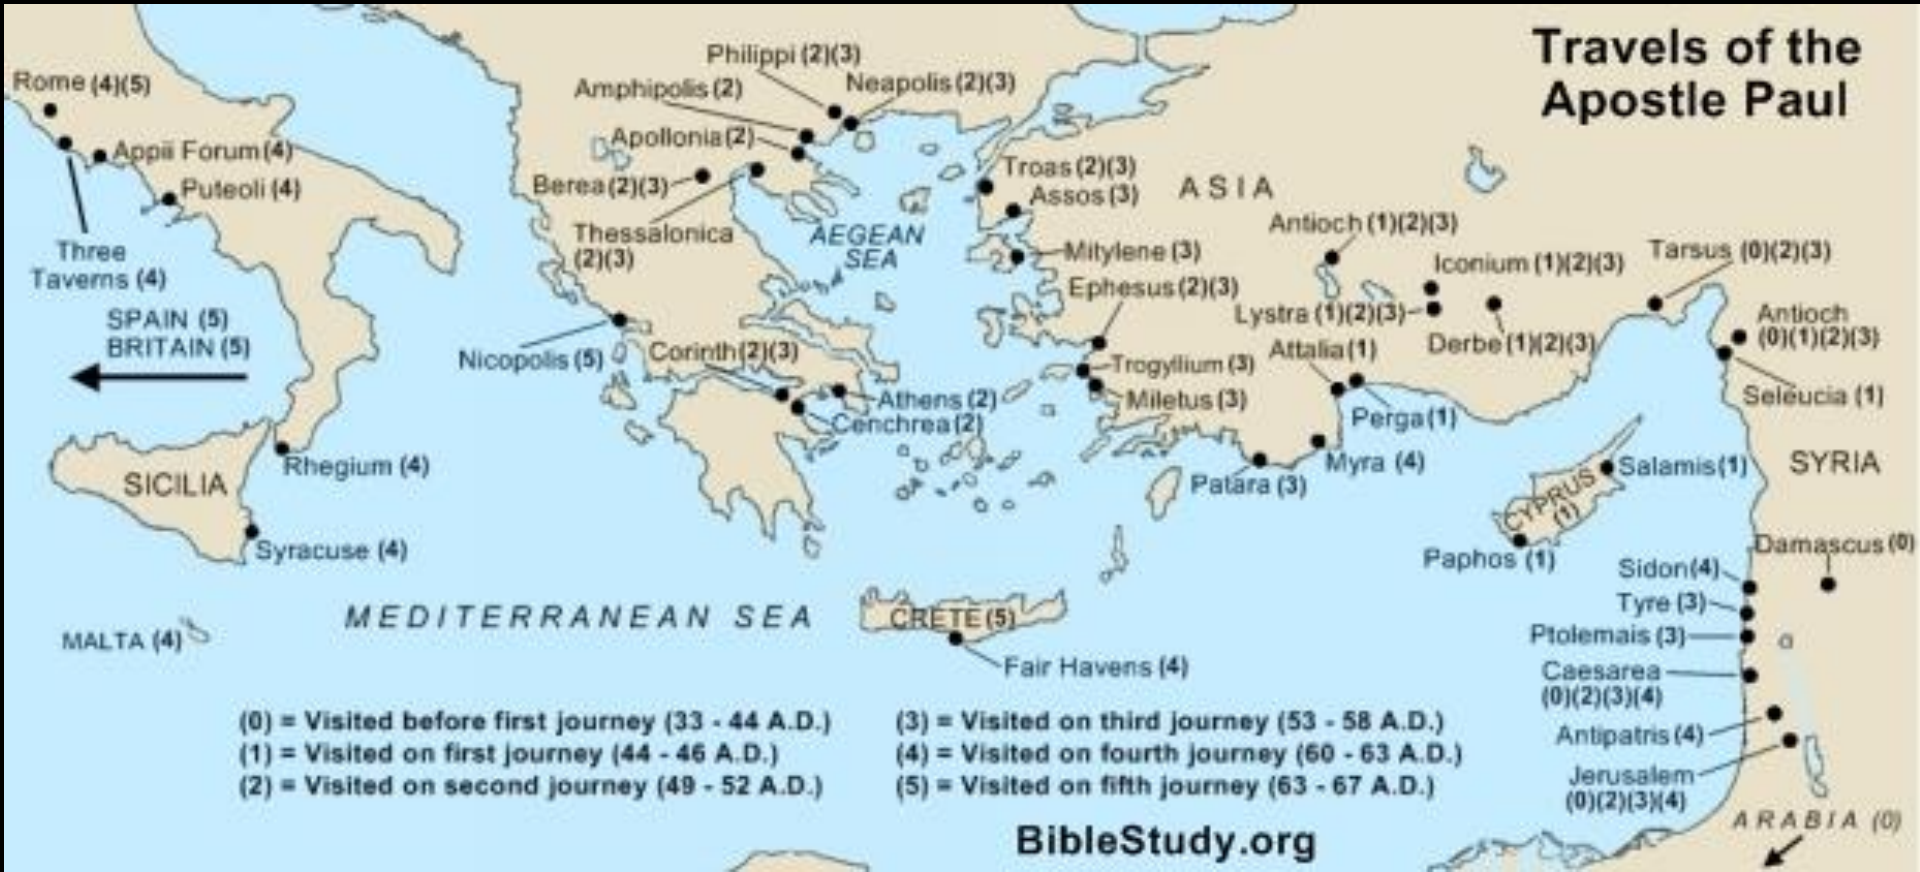 Travels of the
Apostle Paul
Philippi (2)(3)
Rome (4)(5)
Amphipolis (2)
Neapolis (2)(3)
Apollonia (2)
Appii Forum (4)
Troas (2)(3)
Berea (2)(3)
Puteoli (4)
Assos (3)
ASIA
Antioch (1)(2)(3)
Thessalonica
(2)(3)
AEGEAN
SEA
Three
Taverns (4)
Mitylene (3)
Iconium (1)(2)(3)
Tarsus (0)(2)(3)
Ephesus (2)(3)
SPAIN (5)
BRITAIN (5)
Lystra (1)(2)(3)
Antioch
(0)(1)(2)(3)
Nicopolis (5)
Corinth (2)(3)
Attalia (1)
Derbe (1)(2)(3)
Trogyllium (3)
Athens (2)
Miletus (3)
Seleucia (1)
Cenchrea (2)
Perga (1)
Rhegium (4)
Myra (4)
Salamis (1)
SYRIA
SICILIA
Patara (3)
CYPRUS
(1)
Syracuse (4)
Paphos (1)
Damascus (0)
Sidon (4)
Tyre (3)
MEDITERRANEAN SEA
CRETE (5)
MALTA (4)
Ptolemais (3)
Fair Havens (4)
Caesarea
(0)(2)(3)(4)
Antipatris (4)
Jerusalem
(0)(2)(3)(4)
ARABIA (0)
(0) = Visited before first journey (33 - 44 A.D.)
(1) = Visited on first journey (44 - 46 A.D.)
(2) = Visited on second journey (49 - 52 A.D.)
(3) = Visited on third journey (53 - 58 A.D.)
(4) = Visited on fourth journey (60 - 63 A.D.)
(5) = Visited on fifth journey (63 - 67 A.D.)
BibleStudy.org